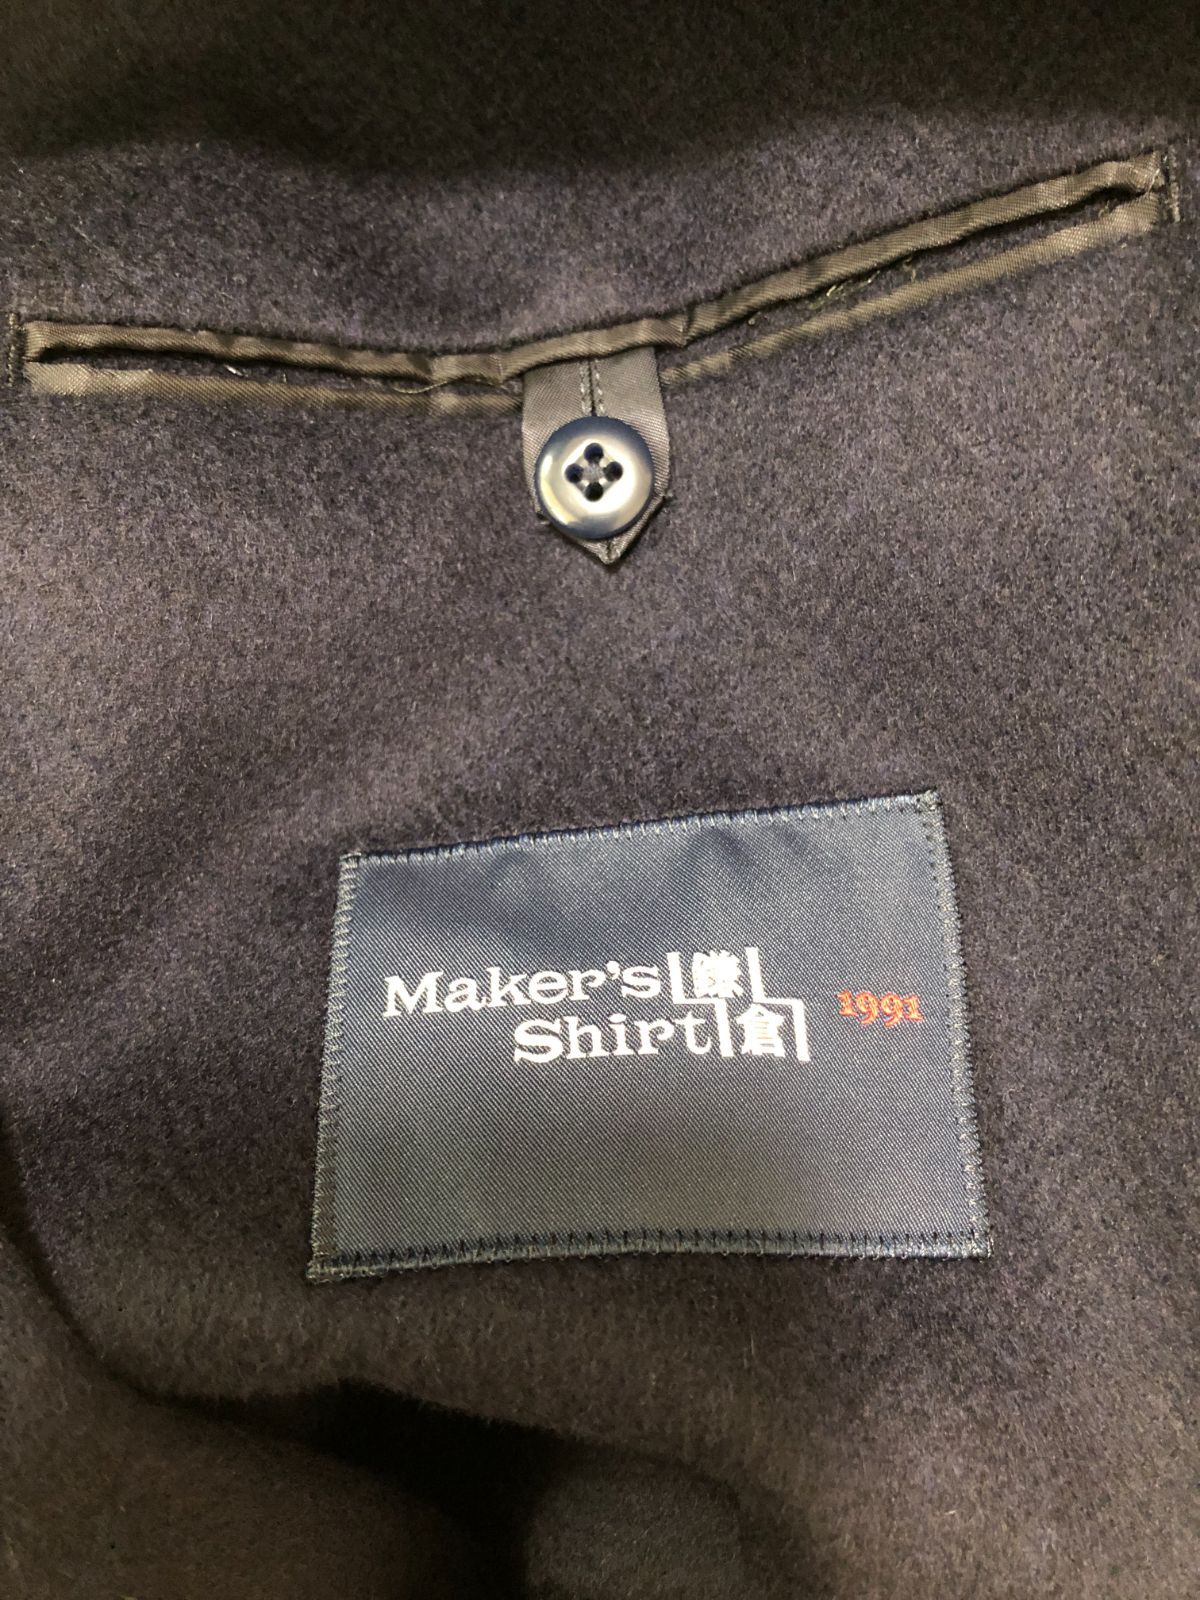 Maker's 鎌 1991
Shirt 倉